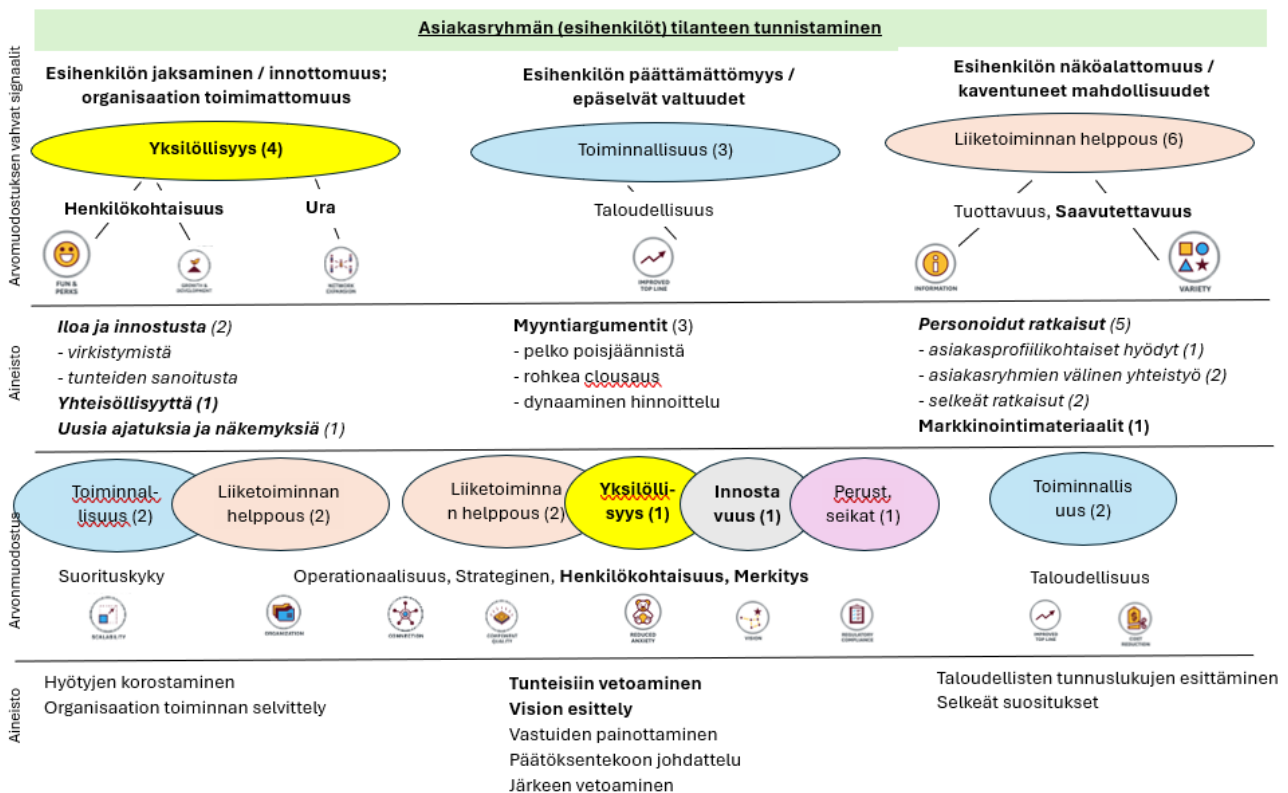 Asiakasryhmän (esihenkilöt) tilanteen tunnistaminen
Arvomuodostuksen vahvat signaalit
Esihenkilön jaksaminen / innottomuus;
organisaation toimimattomuus
Esihenkilön päättämättömyys /
epäselvät valtuudet
Esihenkilön näköalattomuus /
kaventuneet mahdollisuudet
Yksilöllisyys (4)
Toiminnallisuus (3)
Liiketoiminnan helppous (6)
Henkilökohtaisuus
Ura
Taloudellisuus
Tuottavuus, Saavutettavuus
FUN &
PERKS
GROWTH &
DEVELOPMENT
NETWORK
EXPANSION
IMPROVED
TOP LINE
INFORMATION
VARIETY
Aineisto
Iloa ja innostusta (2)
- virkistymistä
- tunteiden sanoitusta
Yhteisöllisyyttä (1)
Uusia ajatuksia ja näkemyksiä (1)
Myyntiargumentit (3)
- pelko poisjäännistä
- rohkea clousaus
- dynaaminen hinnoittelu
Personoidut ratkaisut (5)
- asiakasprofiilikohtaiset hyödyt (1)
- asiakasryhmien välinen yhteistyö (2)
- selkeät ratkaisut (2)
Markkinointimateriaalit (1)
Arvonmuodostus
Toiminnal-
lisuus (2)
Liiketoiminnan
helppous (2)
Liiketoiminna
n helppous (2)
Yksilölli-
syys (1)
Innosta
vuus (1)
Perust.
seikat (1)
Toiminnallis
uus (2)
Suorituskyky
Operationaalisuus, Strateginen, Henkilökohtaisuus, Merkitys
Taloudellisuus
SCALABILITY
ORGANIZATION
CONNECTION
COMPONENT
QUALITY
REDUCED
ANXIETY
VISION
REGULATORY
COMPLIANCE
IMPROVED
TOP LINE
COST
REDUCTION
Aineisto
Hyötyjen korostaminen
Organisaation toiminnan selvittely
Tunteisiin vetoaminen
Vision esittely
Vastuiden painottaminen
Päätöksentekoon johdattelu
Järkeen vetoaminen
Taloudellisten tunnuslukujen esittäminen
Selkeät suositukset